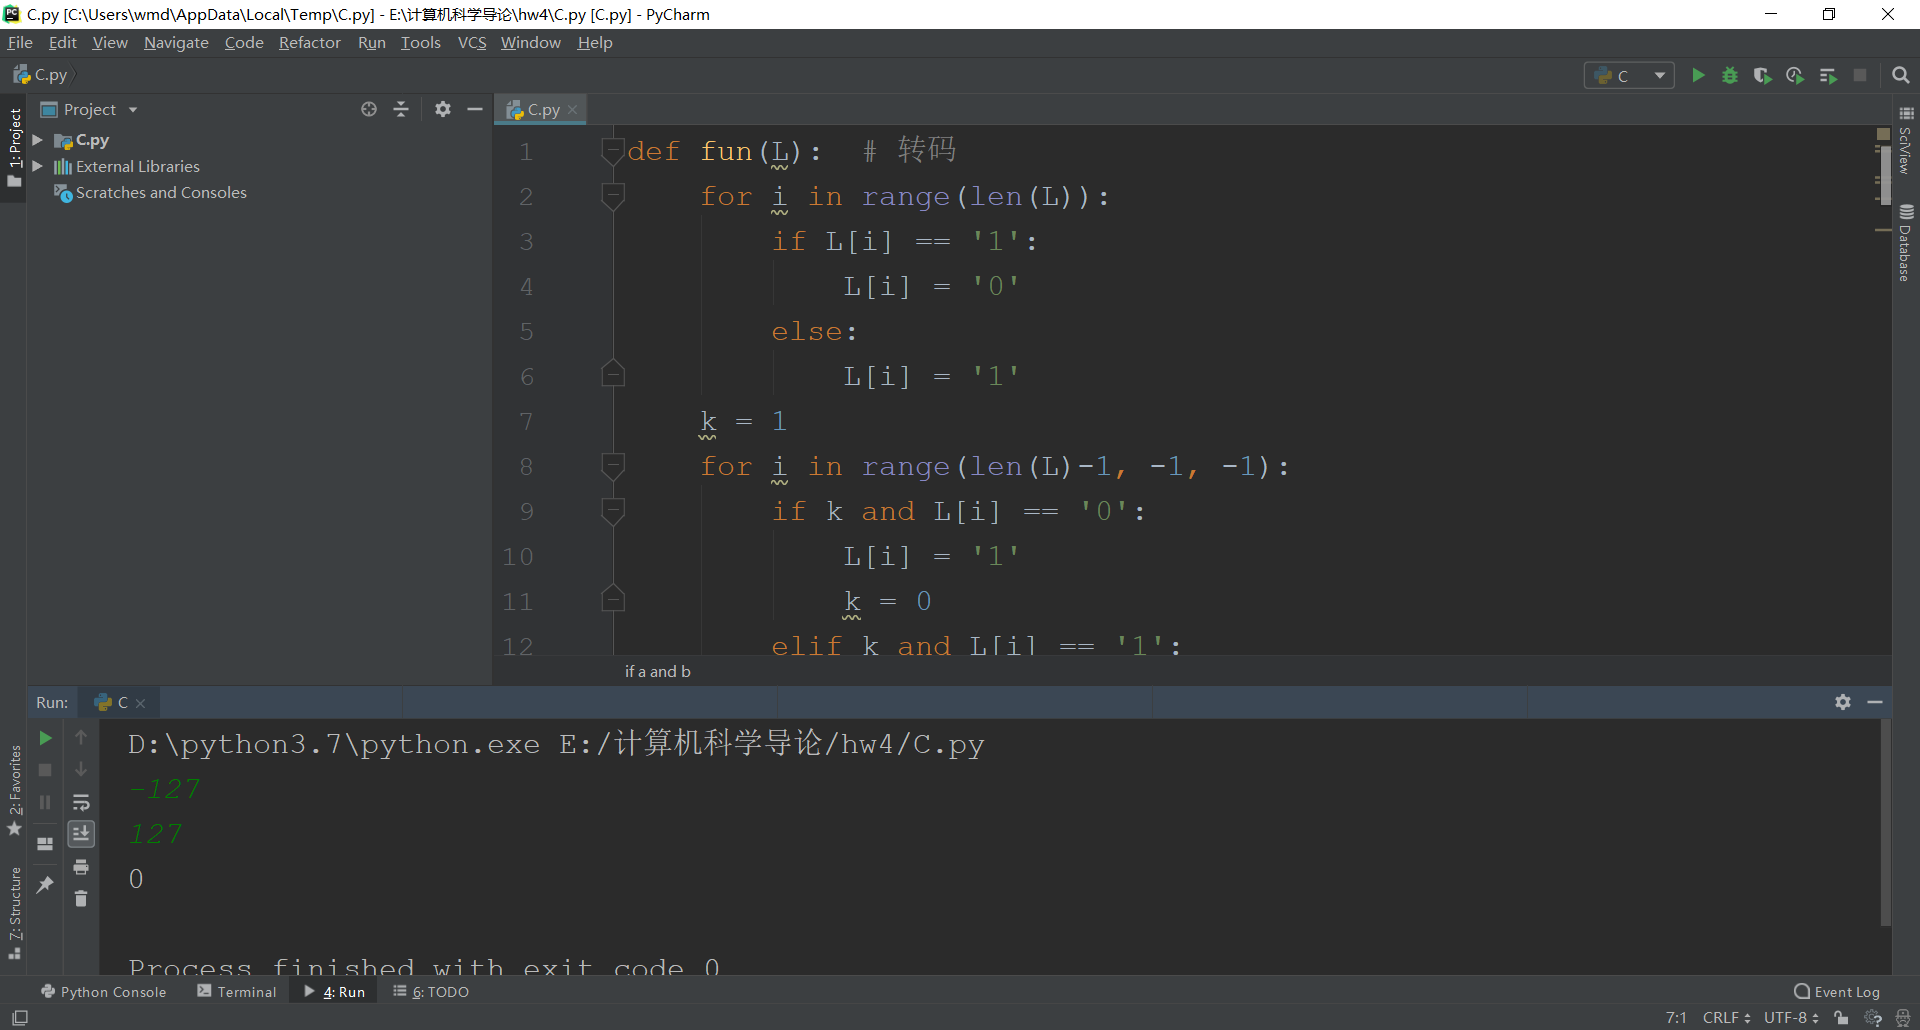 C.py [C:\Users\wmd\AppData\Local\Temp\C.py] - E:\计算机科学导论\hw4\C.py [C.py] - PyCharm
File Edit View Navigate Code Refactor Run Tools VCS Window Help
C.py
C
Project
C.py
1: Project
C.py
External Libraries
Scratches and Consoles
SciView
Database
1 def fun(L): # 转码
2 for i in range(len(L)):
3 if L[i] == '1':
4 L[i] = '0'
5 else:
6 L[i] = '1'
7 k = 1
8 for i in range(len(L)-1, -1, -1):
9 if k and L[i] == '0':
10 L[i] = '1'
11 k = 0
12 elif k and L[i] == '1':
if a and b
Run: C
2: Favorites
7: Structure
D:\python3.7\python.exe E:/计算机科学导论/hw4/C.py
-127
127
0
Process finished with exit code 0
Python Console Terminal 4: Run 6: TODO Event Log
7:1 CRLF UTF-8